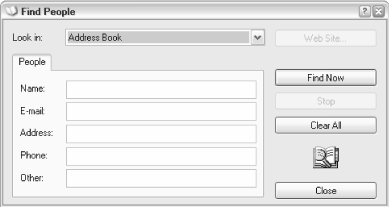 Find People
Look in: Address Book Web Site...
People
Find Now
Name:
E-mail: Stop
Address: Clear All
Phone:
Other:
Close